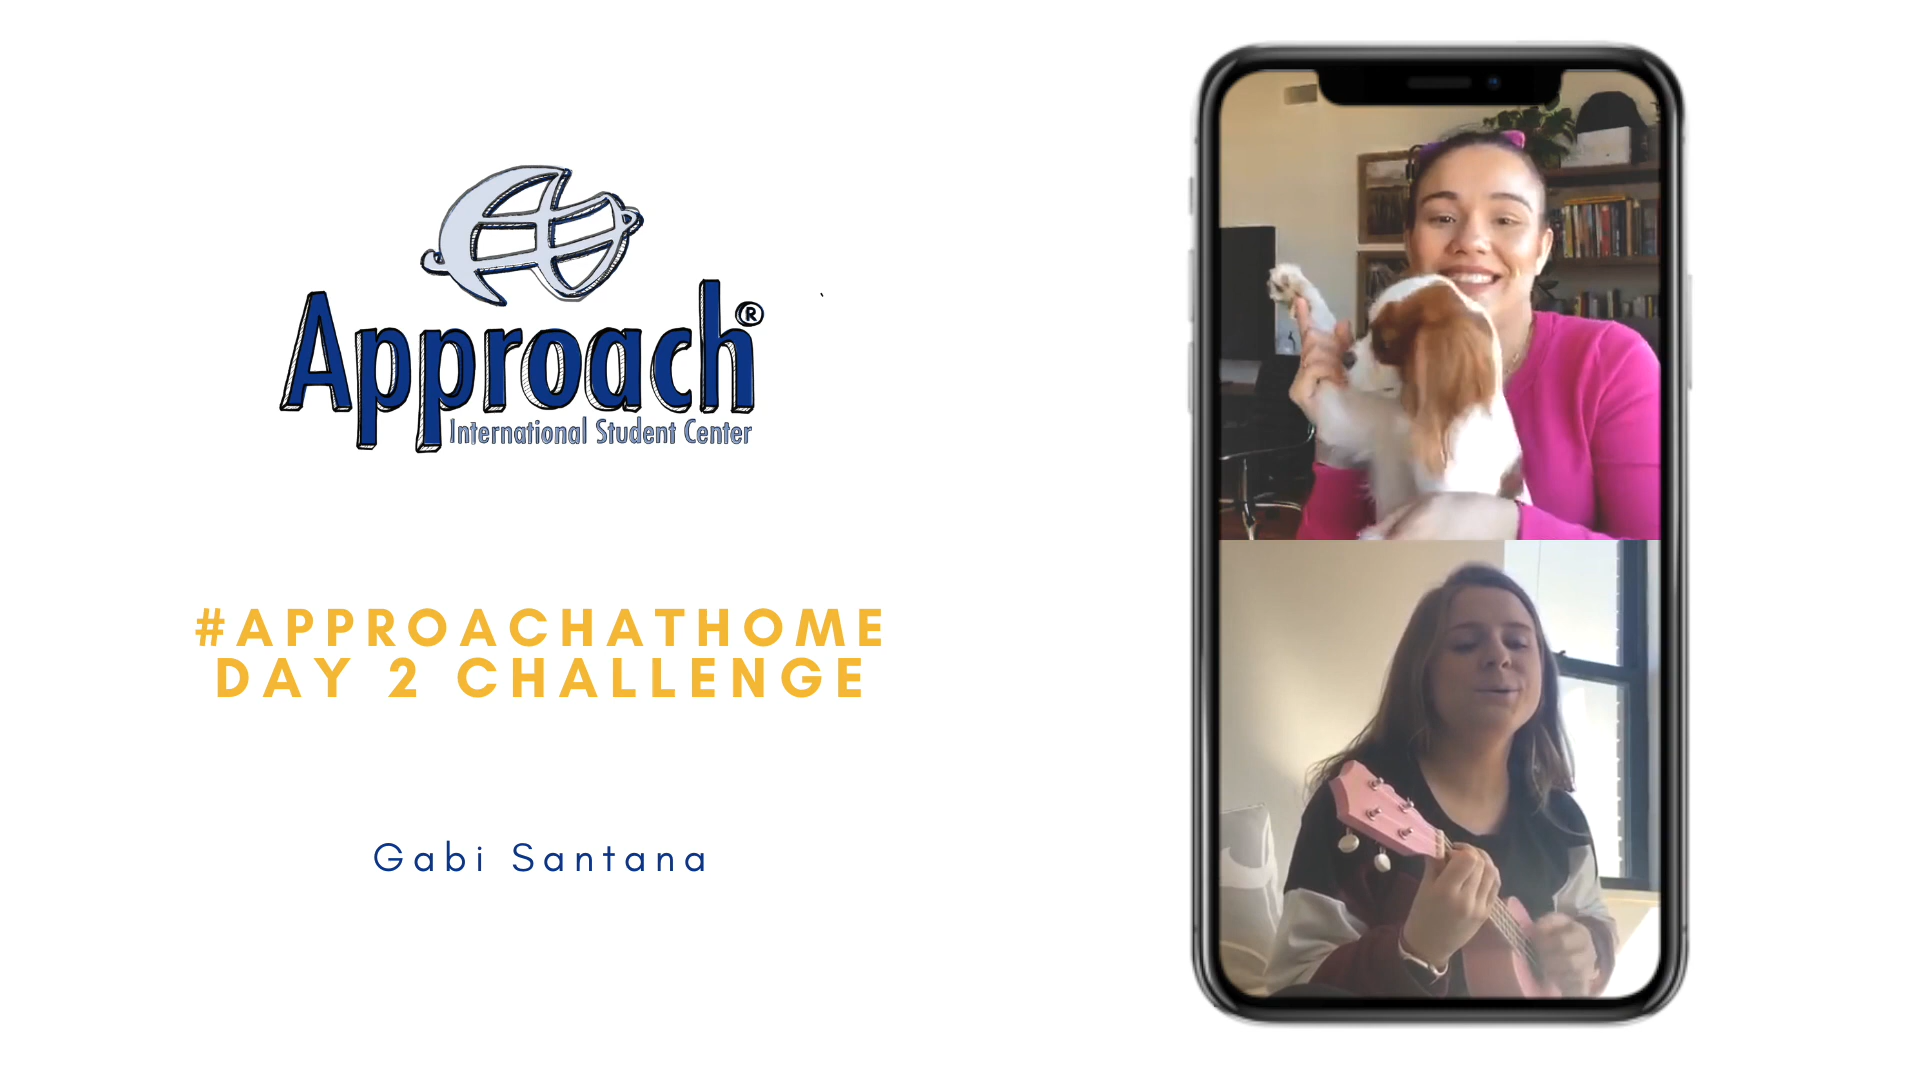 Approach®
International Student Center
#APPROACHATHOME
DAY 2 CHALLENGE
Gabi Santana